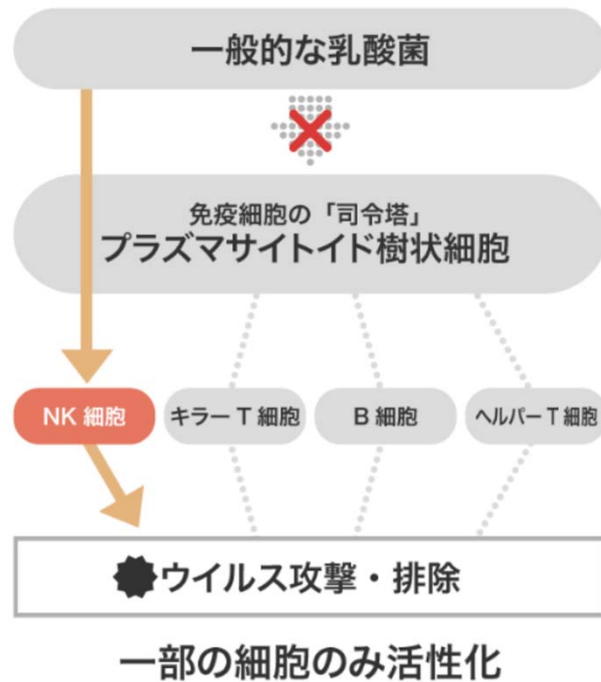 一般的な乳酸菌
免疫細胞の「司令塔」
プラズマサイトイド樹状細胞
NK 細胞
キラー T 細胞
B 細胞
ヘルパー T 細胞
ウイルス攻撃・排除
一部の細胞のみ活性化